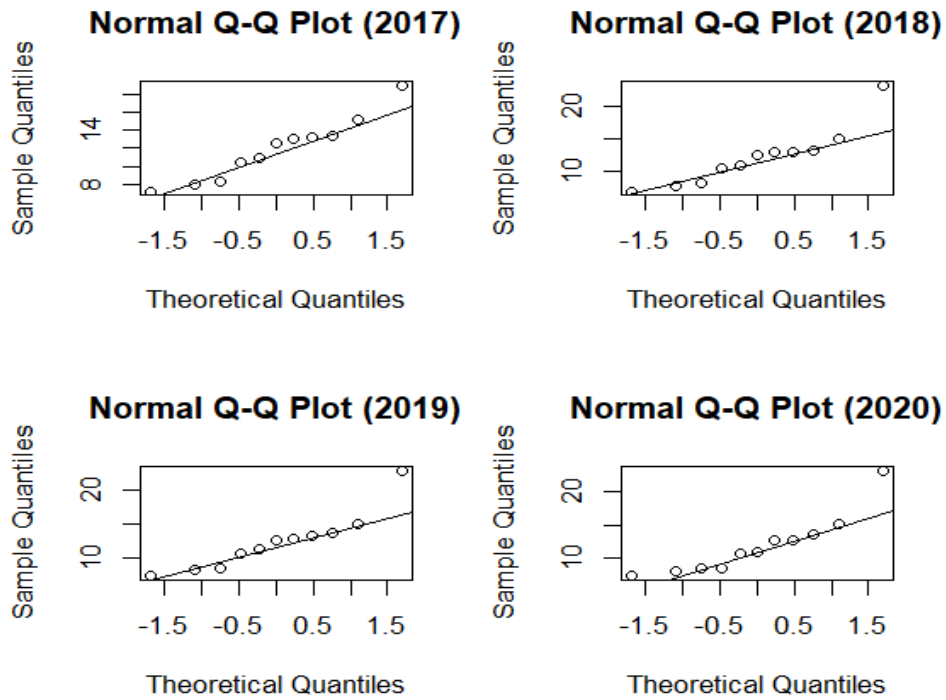 Normal Q-Q Plot (2017)
Sample Quantiles
8 14
-1.5 -0.5 0.5 1.5
Theoretical Quantiles
Normal Q-Q Plot (2018)
Sample Quantiles
10 20
-1.5 -0.5 0.5 1.5
Theoretical Quantiles
Normal Q-Q Plot (2019)
Sample Quantiles
10 20
-1.5 -0.5 0.5 1.5
Theoretical Quantiles
Normal Q-Q Plot (2020)
Sample Quantiles
10 20
-1.5 -0.5 0.5 1.5
Theoretical Quantiles